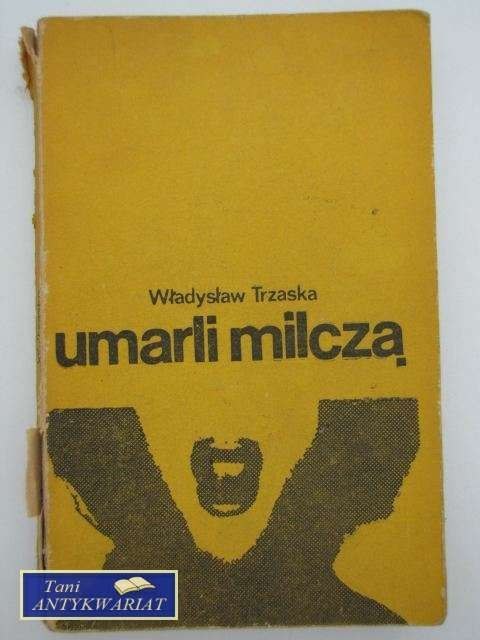 Władysław Trzaska
umarli milczą
Tani
ANTYKWARIAT